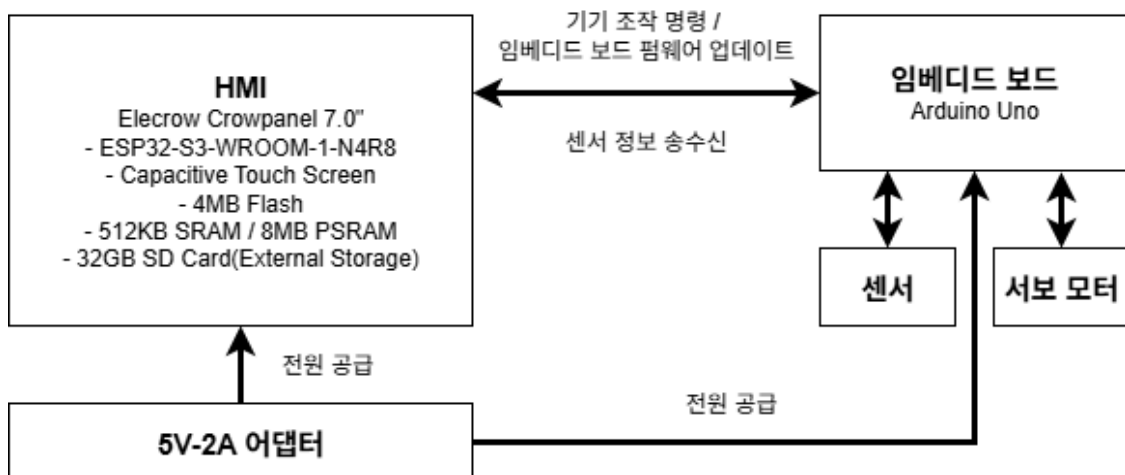 기기 조작 명령 /
임베디드 보드 펌웨어 업데이트
HMI
Elecrow Crowpanel 7.0"
- ESP32-S3-WROOM-1-N4R8
- Capacitive Touch Screen
- 4MB Flash
- 512KB SRAM / 8MB PSRAM
- 32GB SD Card(External Storage)
임베디드 보드
Arduino Uno
센서 정보 송수신
센서
서보 모터
전원 공급
전원 공급
5V-2A 어댑터